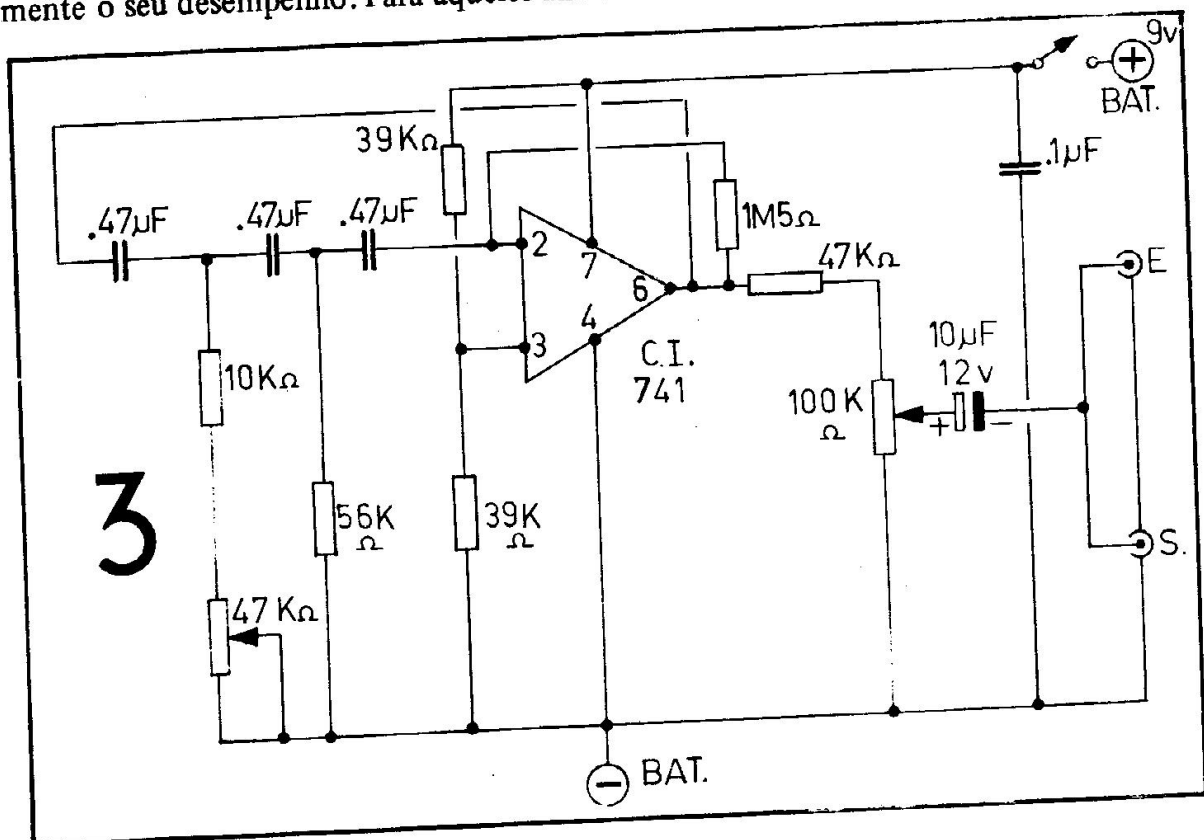 mente o seu desempenho. Para aqueles
9v
BAT.
39KΩ
.1µF
.47µF
.47µF
.47µF
1M5Ω
2
7
47KΩ
E
6
4
3
C.I.
741
10µF
12v
10KΩ
100K
Ω
+
-
3
56K
Ω
39K
Ω
S.
47KΩ
BAT.